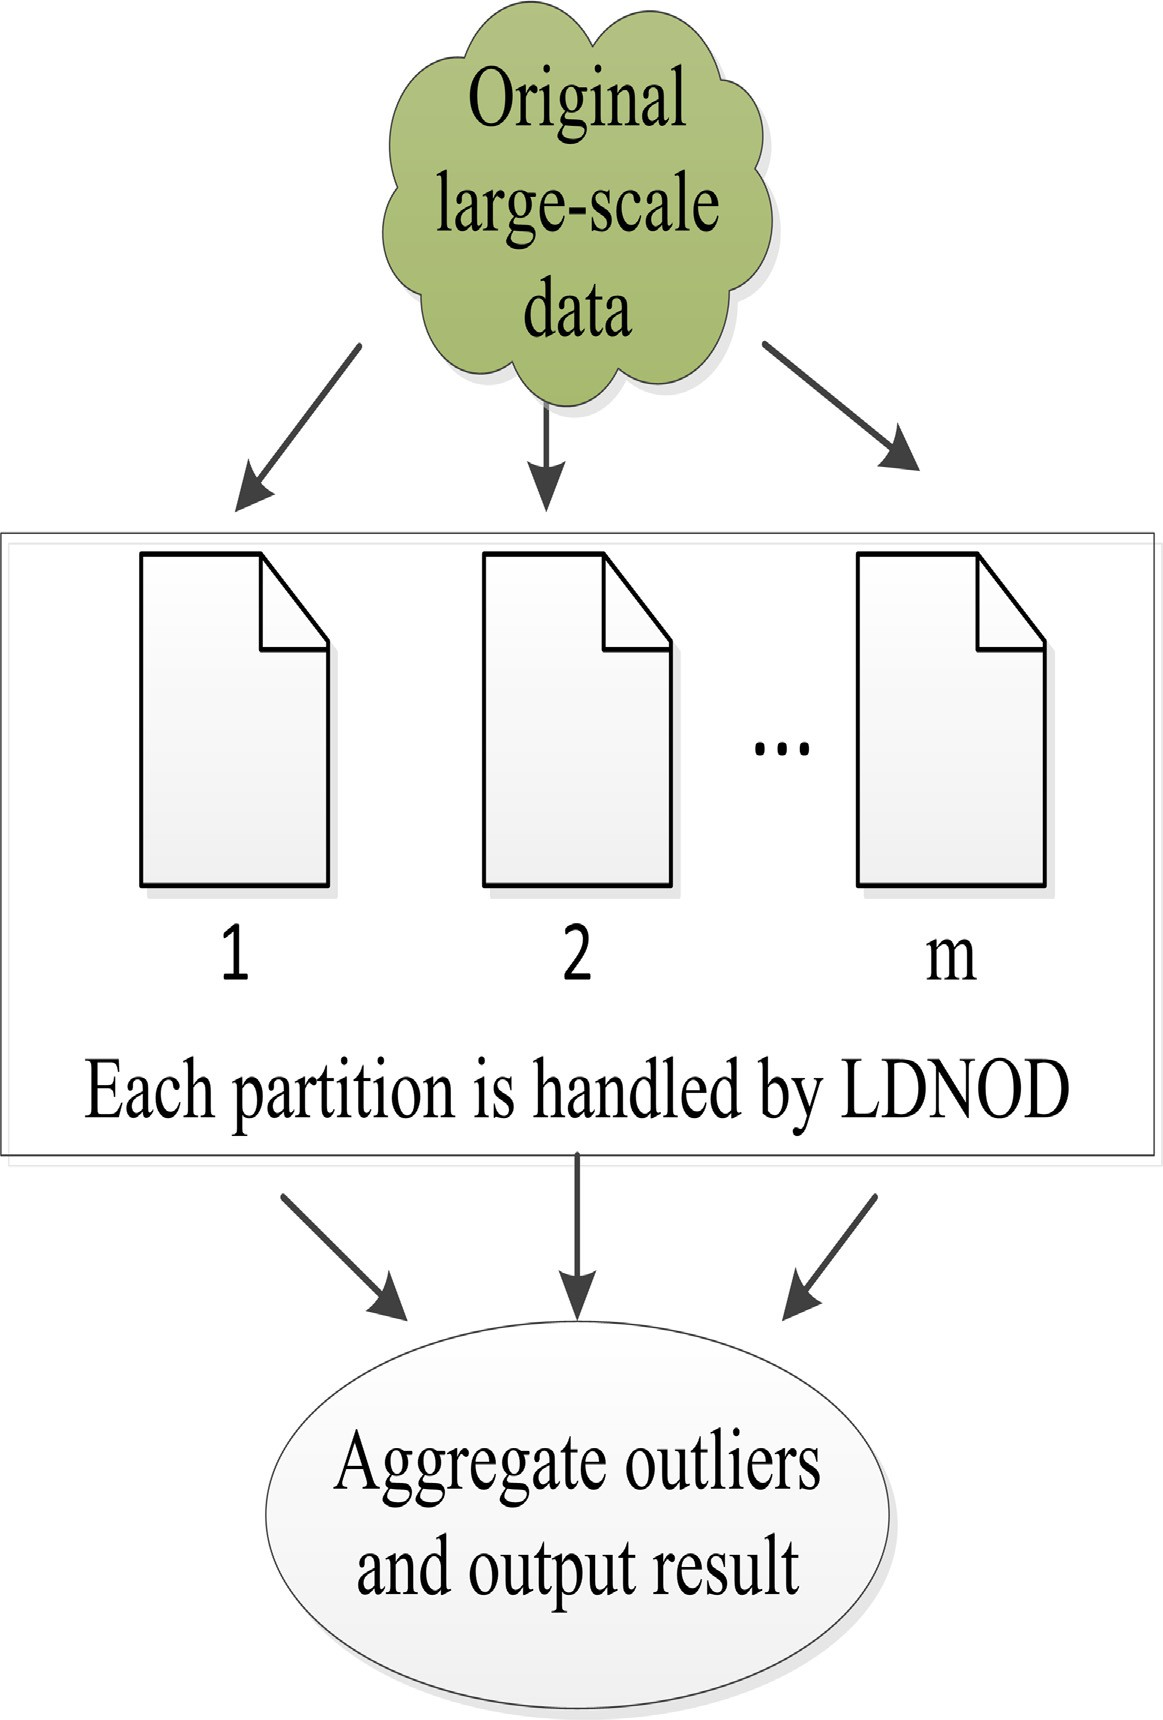 Original
large-scale
data
...
1
2
m
Each partition is handled by LDNOD
Aggregate outliers
and output result